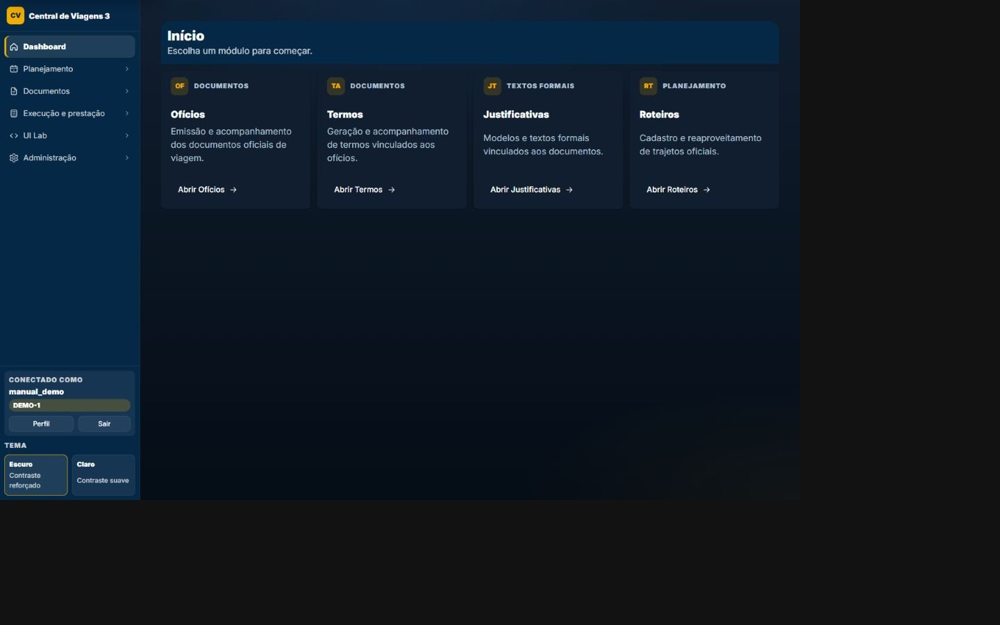 CV Central de Viagens 3
Dashboard
Planejamento
Documentos
Execução e prestação
UI Lab
Administração
CONECTADO COMO
manual_demo
DEMO-1
Perfil
Sair
TEMA
Escuro
Contraste
reforçado
Claro
Contraste suave
Início
Escolha um módulo para começar.
OF DOCUMENTOS
Ofícios
Emissão e acompanhamento
dos documentos oficiais de
viagem.
Abrir Ofícios →
TA DOCUMENTOS
Termos
Geração e acompanhamento
de termos vinculados aos
ofícios.
Abrir Termos →
JT TEXTOS FORMAIS
Justificativas
Modelos e textos formais
vinculados aos documentos.
Abrir Justificativas →
RT PLANEJAMENTO
Roteiros
Cadastro e reaproveitamento
de trajetos oficiais.
Abrir Roteiros →